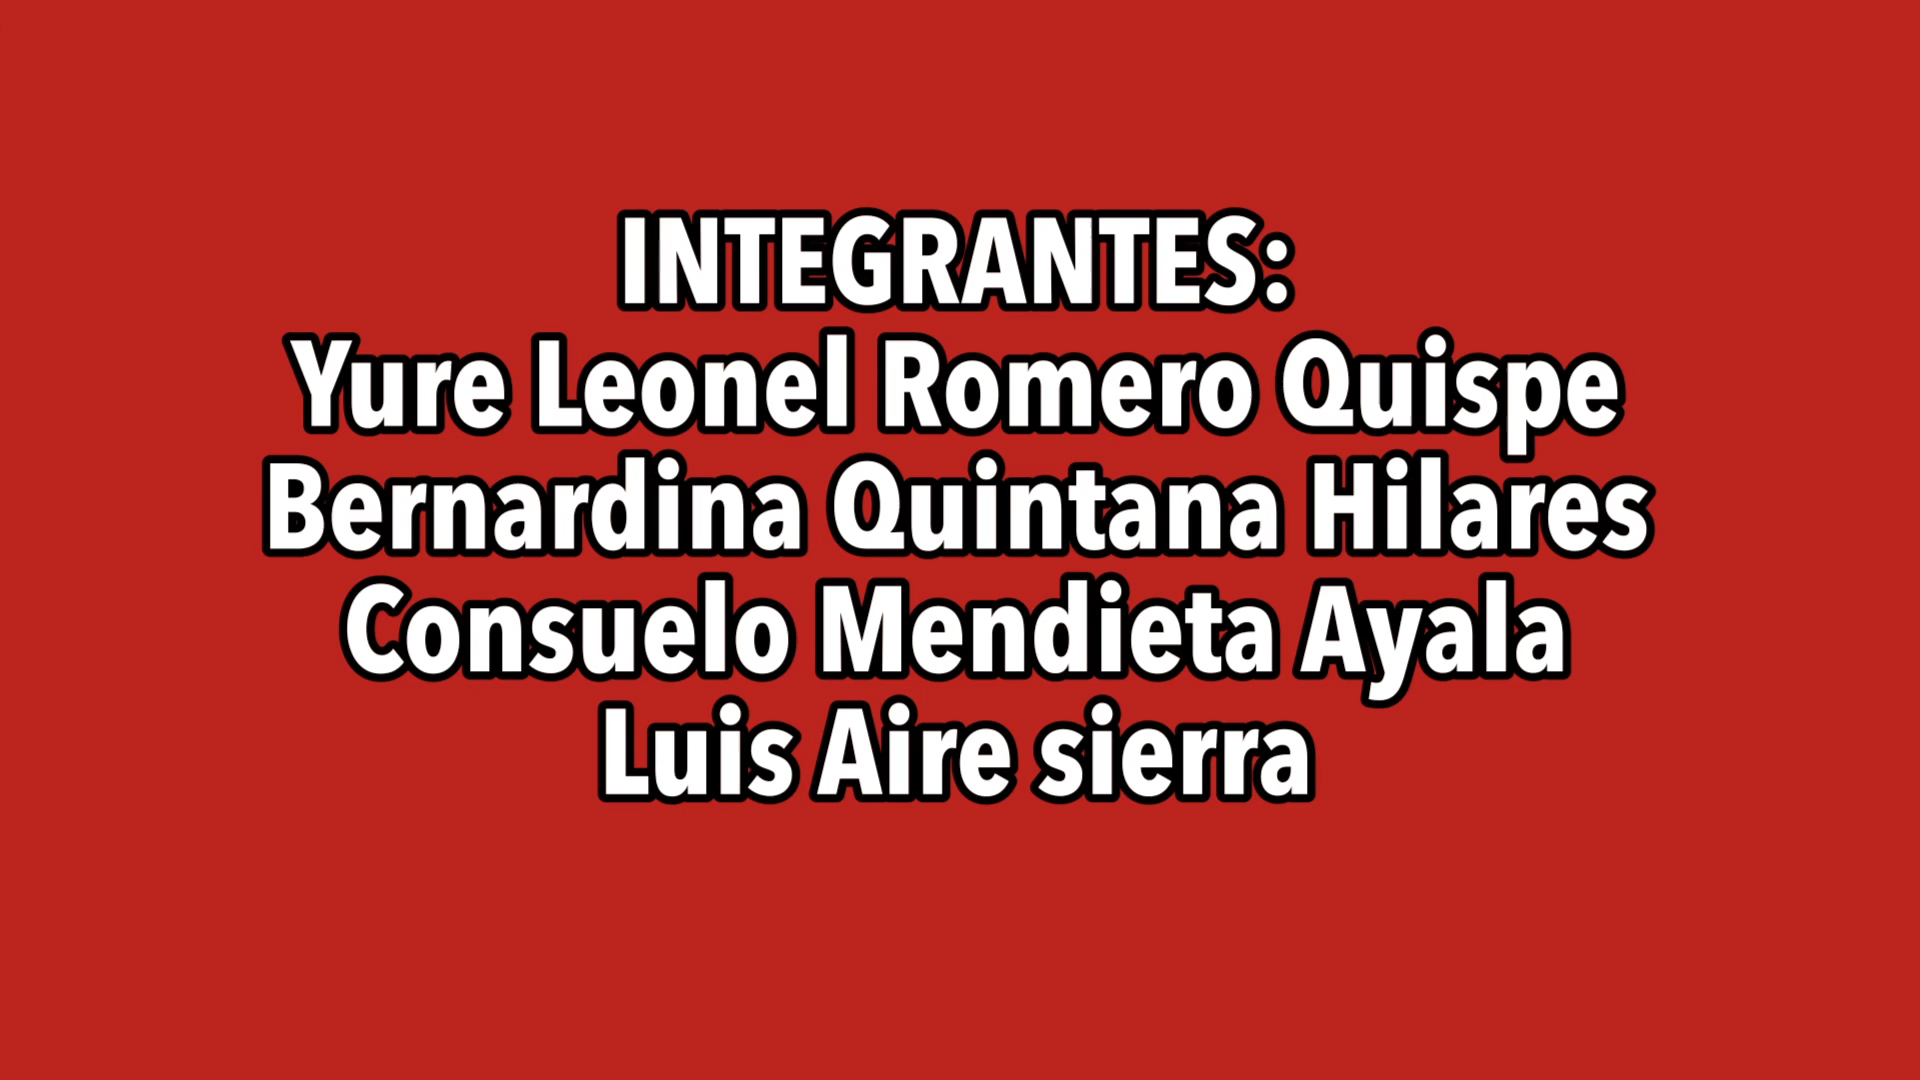 INTEGRANTES:
Yure Leonel Romero Quispe
Bernardina Quintana Hilares
Consuelo Mendieta Ayala
Luis Aire sierra